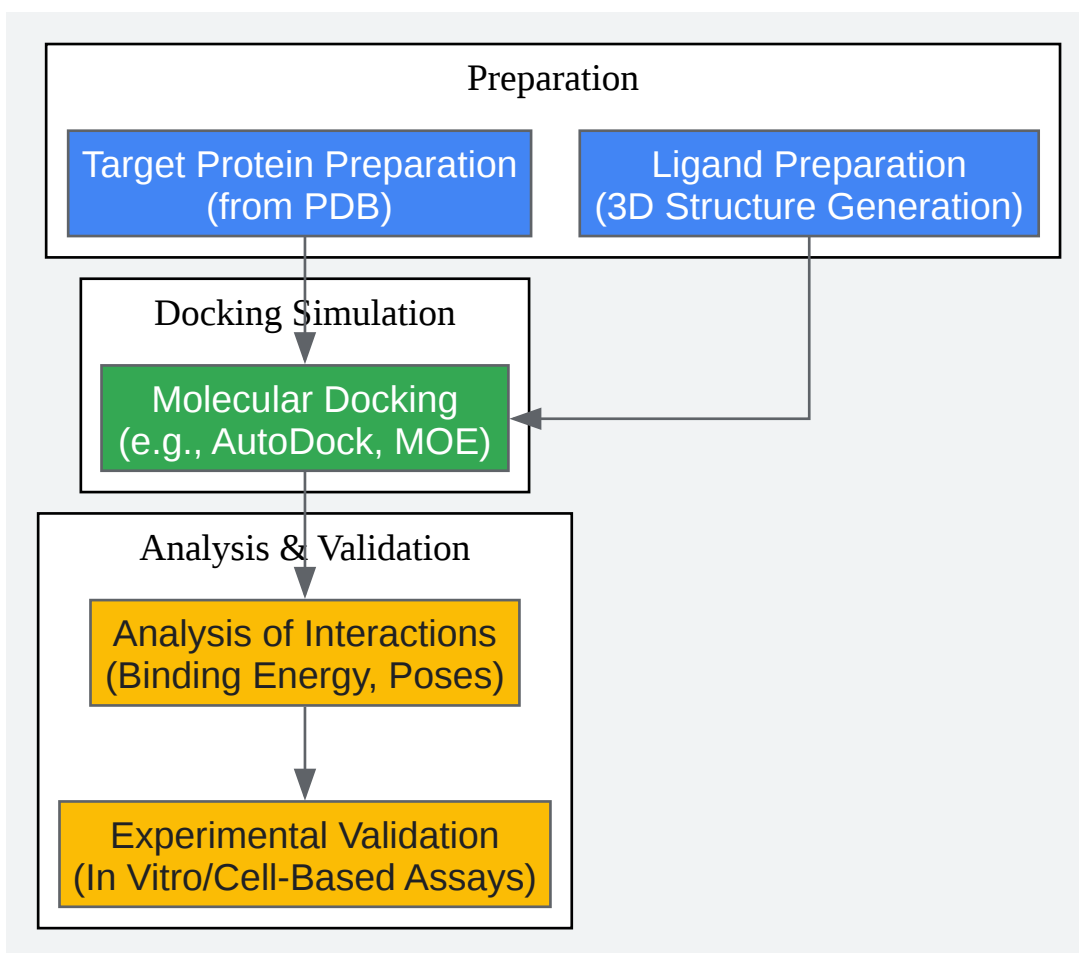 Preparation
Target Protein Preparation
(from PDB)
Ligand Preparation
(3D Structure Generation)
Docking Simulation
Molecular Docking
(e.g., AutoDock, MOE)
Analysis & Validation
Analysis of Interactions
(Binding Energy, Poses)
Experimental Validation
(In Vitro/Cell-Based Assays)